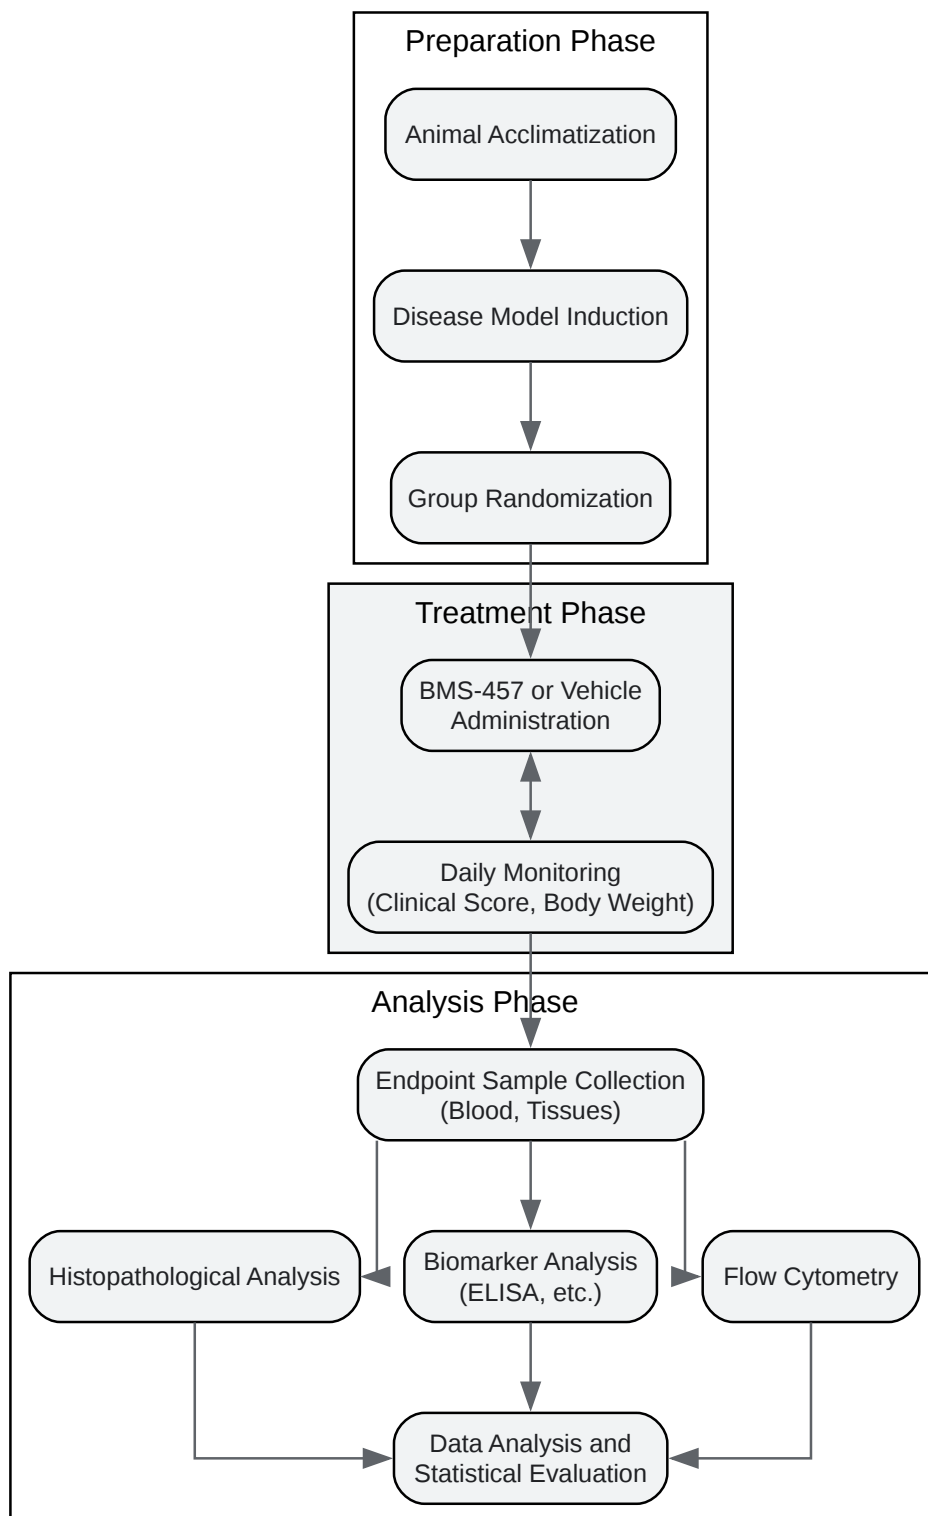 Preparation Phase
Animal Acclimatization
Disease Model Induction
Group Randomization
Treatment Phase
BMS-457 or Vehicle
Administration
Daily Monitoring
(Clinical Score, Body Weight)
Analysis Phase
Endpoint Sample Collection
(Blood, Tissues)
Histopathological Analysis
Biomarker Analysis
(ELISA, etc.)
Flow Cytometry
Data Analysis and
Statistical Evaluation